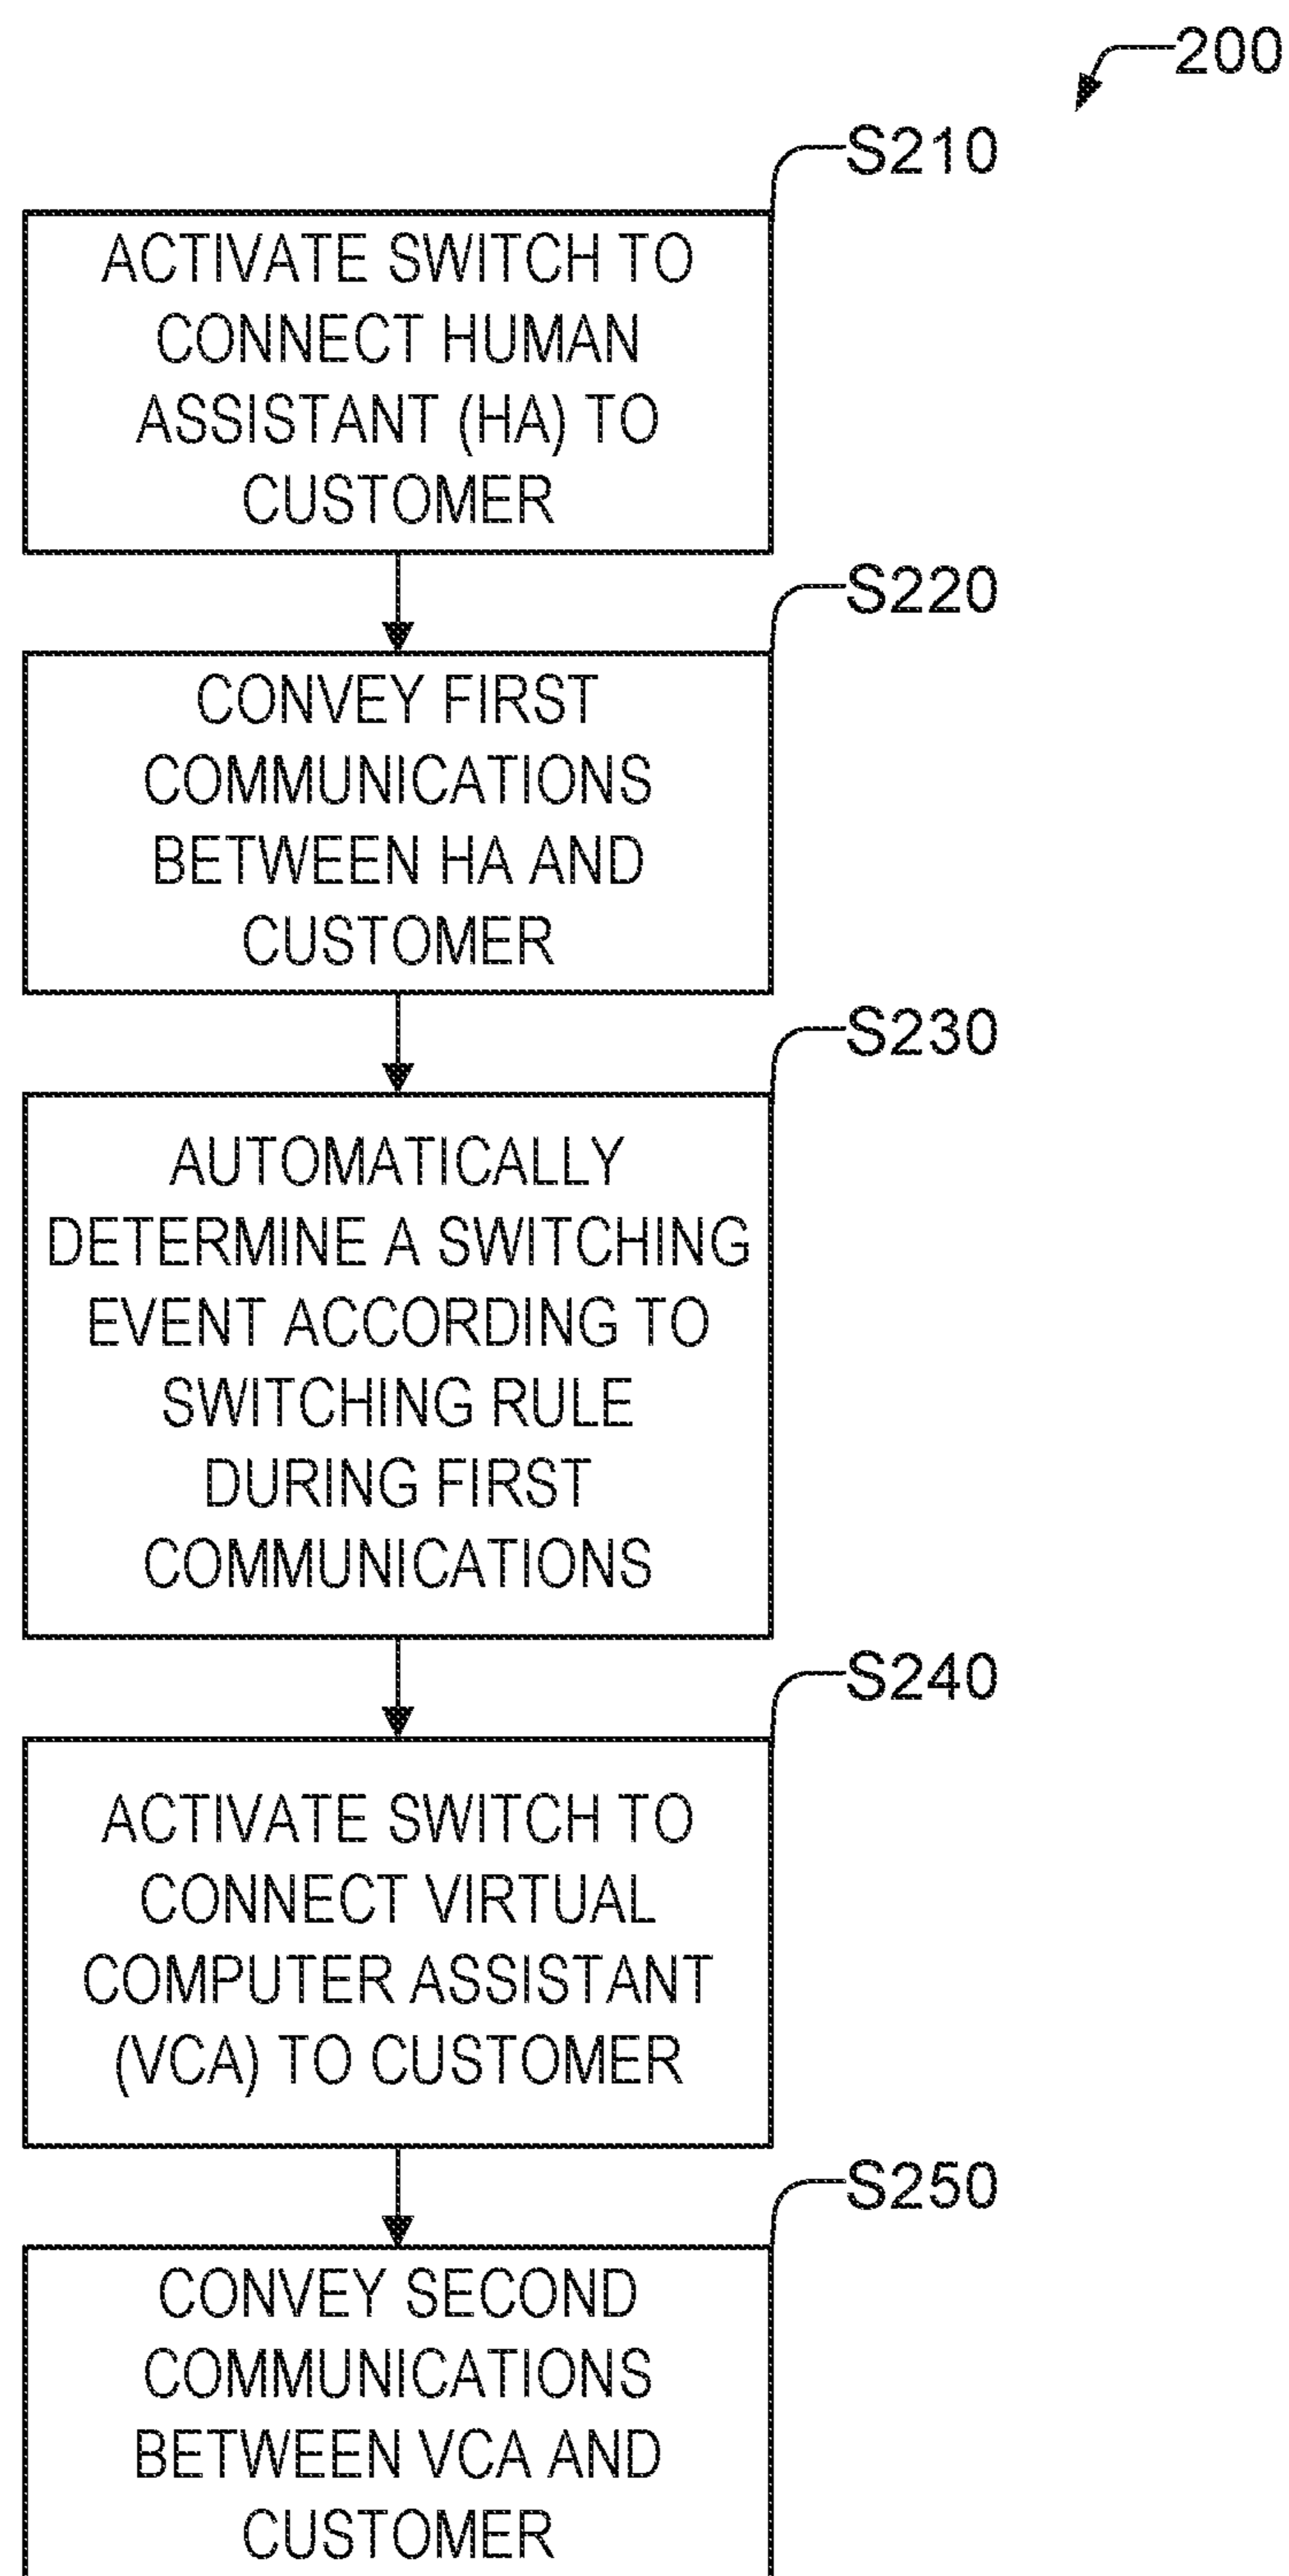 200
S210
ACTIVATE SWITCH TO
CONNECT HUMAN
ASSISTANT (HA) TO
CUSTOMER
S220
CONVEY FIRST
COMMUNICATIONS
BETWEEN HA AND
CUSTOMER
S230
AUTOMATICALLY
DETERMINE A SWITCHING
EVENT ACCORDING TO
SWITCHING RULE
DURING FIRST
COMMUNICATIONS
S240
ACTIVATE SWITCH TO
CONNECT VIRTUAL
COMPUTER ASSISTANT
(VCA) TO CUSTOMER
S250
CONVEY SECOND
COMMUNICATIONS
BETWEEN VCA AND
CUSTOMER